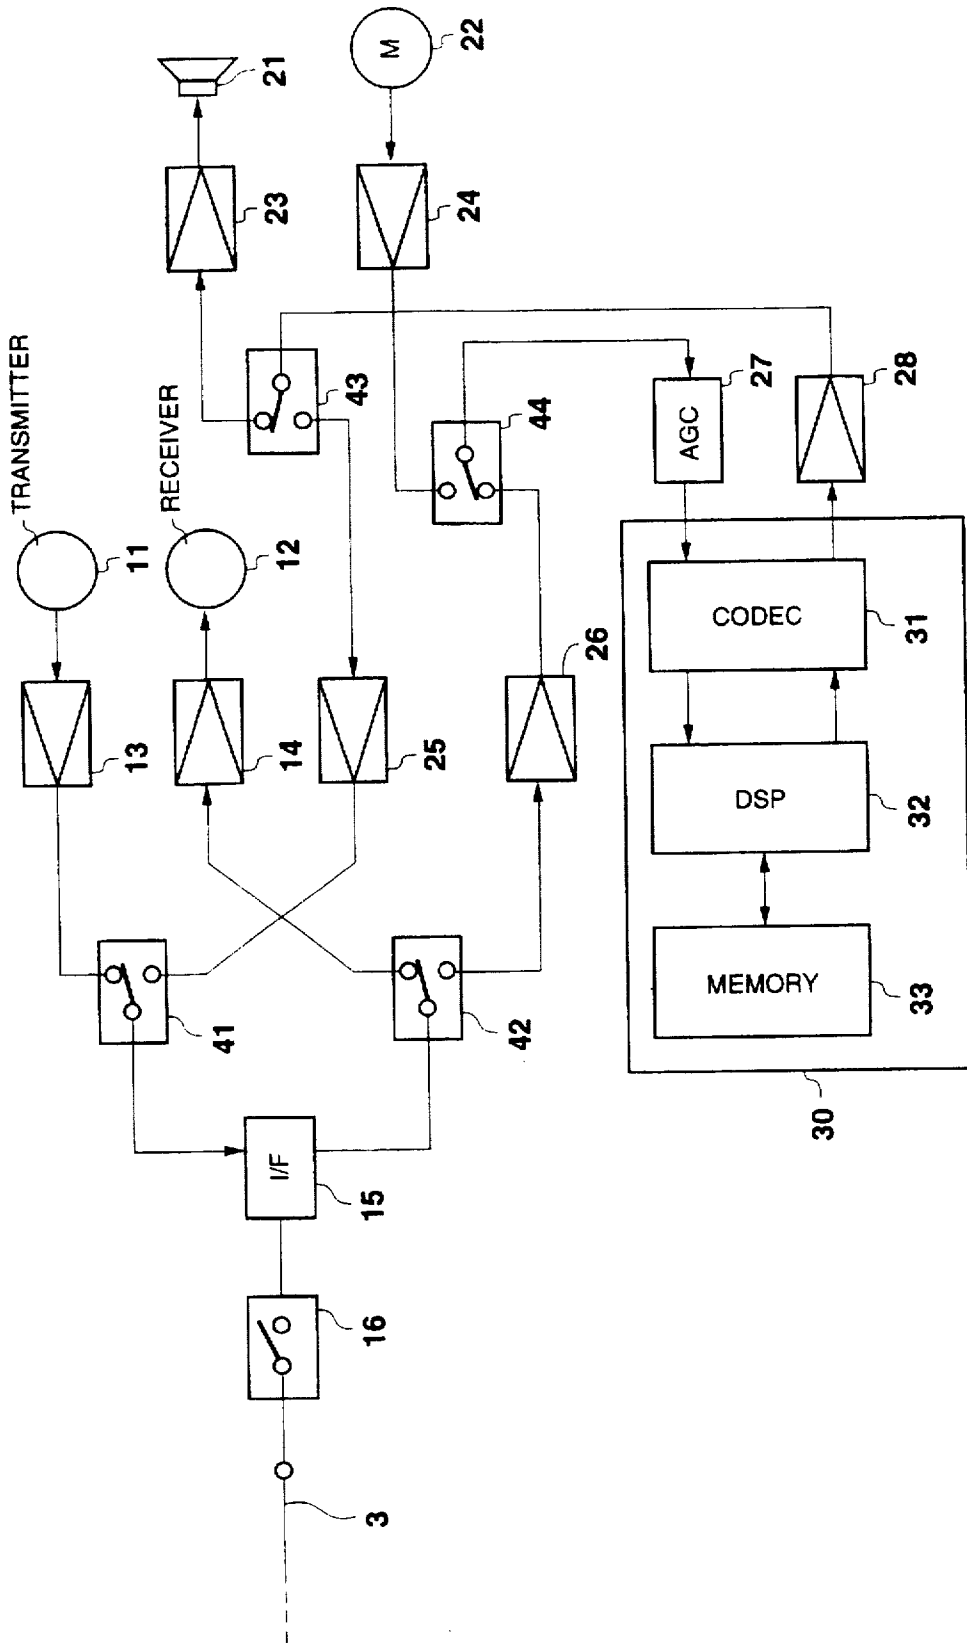 TRANSMITTER
11
13
RECEIVER
12
14
21
23
M
22
24
43
25
44
26
41
42
I/F
15
16
3
AGC
27
28
CODEC
31
DSP
32
MEMORY
33
30